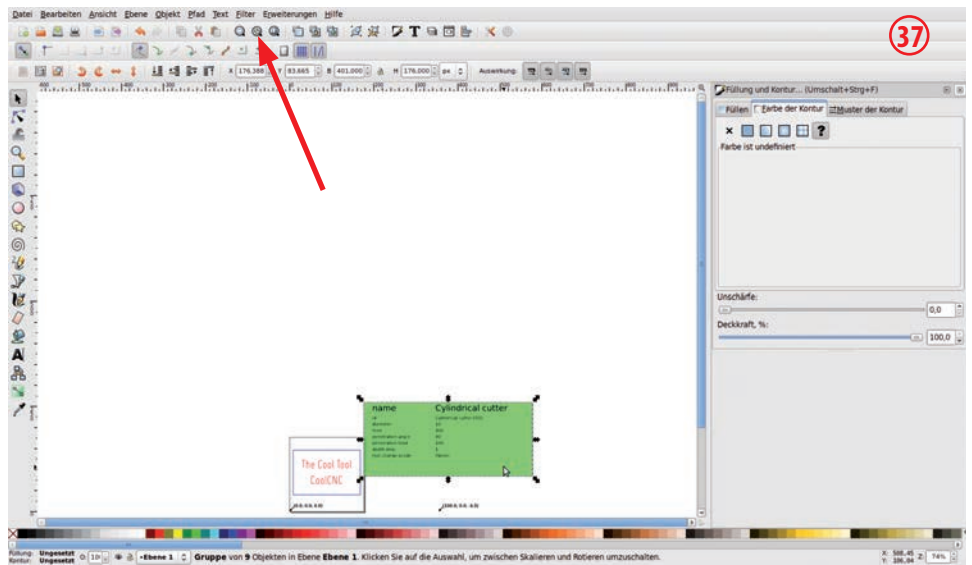 Datei Bearbeiten Ansicht Ebene Objekt Pfad Text Filter Erweiterungen Hilfe
37
X 176,388 Y 83,665 B 401,000 H 176,000 px Auswirkung:
Füllung und Kontur... (Umschalt+Strg+F)
Füllen Farbe der Kontur Muster der Kontur
Farbe ist undefiniert
Unschärfe:
0,0
Deckkraft, %:
100,0
name Cylindrical cutter
The Cool Tool
CoolCNC
Füllung: Ungesetzt
Kontur: Ungesetzt
•Ebene 1 Gruppe von 9 Objekten in Ebene Ebene 1. Klicken Sie auf die Auswahl, um zwischen Skalieren und Rotieren umzuschalten.
Z: 74%